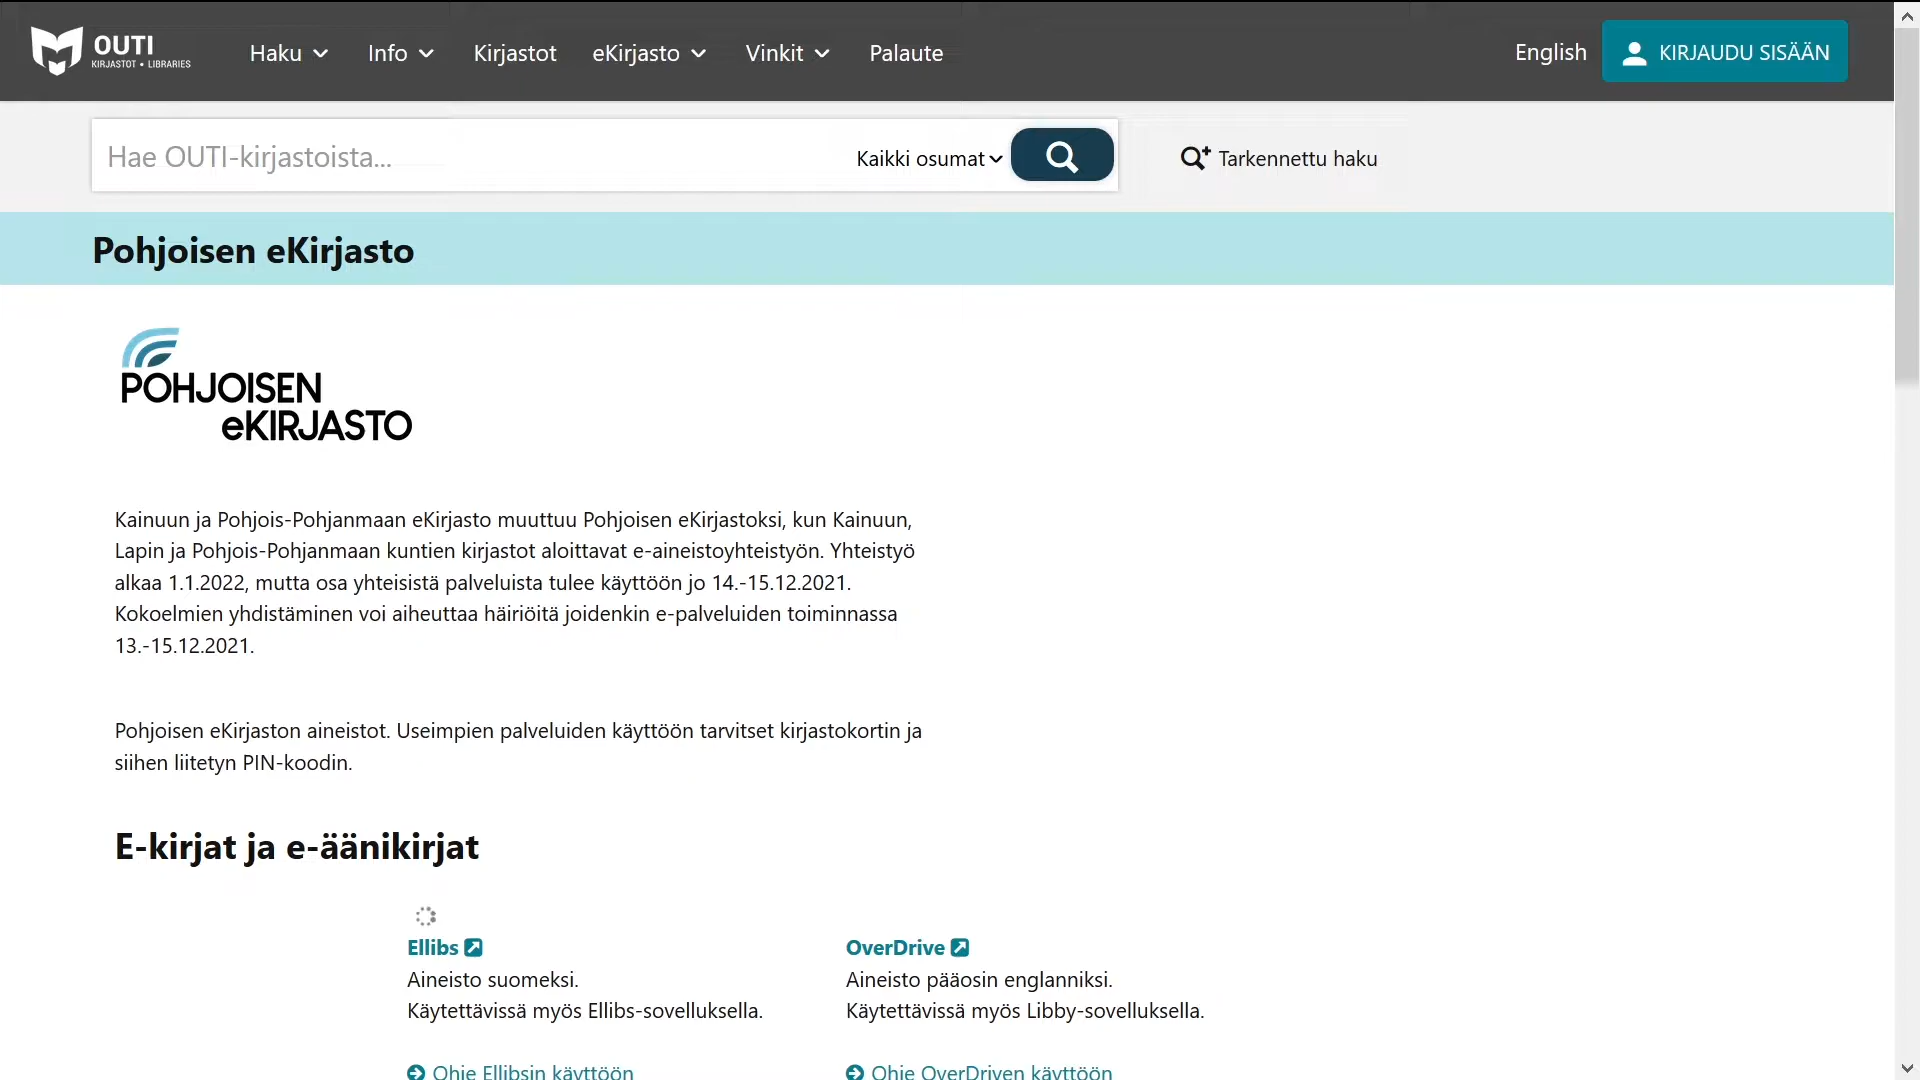 OUTI
KIRJASTOT • LIBRARIES
Haku
Info
Kirjastot
eKirjasto
Vinkit
Palaute
English
KIRJAUDU SISÄÄN
Hae OUTI-kirjastoista...
Kaikki osumat
Tarkennettu haku
Pohjoisen eKirjasto
POHJOISEN
eKIRJASTO
Kainuun ja Pohjois-Pohjanmaan eKirjasto muuttuu Pohjoisen eKirjastoksi, kun Kainuun,
Lapin ja Pohjois-Pohjanmaan kuntien kirjastot aloittavat e-aineistoyhteistyön. Yhteistyö
alkaa 1.1.2022, mutta osa yhteisistä palveluista tulee käyttöön jo 14.-15.12.2021.
Kokoelmien yhdistäminen voi aiheuttaa häiriöitä joidenkin e-palveluiden toiminnassa
13.-15.12.2021.
Pohjoisen eKirjaston aineistot. Useimpien palveluiden käyttöön tarvitset kirjastokortin ja
siihen liitetyn PIN-koodin.
E-kirjat ja e-äänikirjat
Ellibs
Aineisto suomeksi.
Käytettävissä myös Ellibs-sovelluksella.
Ohje Ellibsin käyttöön
OverDrive
Aineisto pääosin englanniksi.
Käytettävissä myös Libby-sovelluksella.
Ohje OverDriven käyttöön